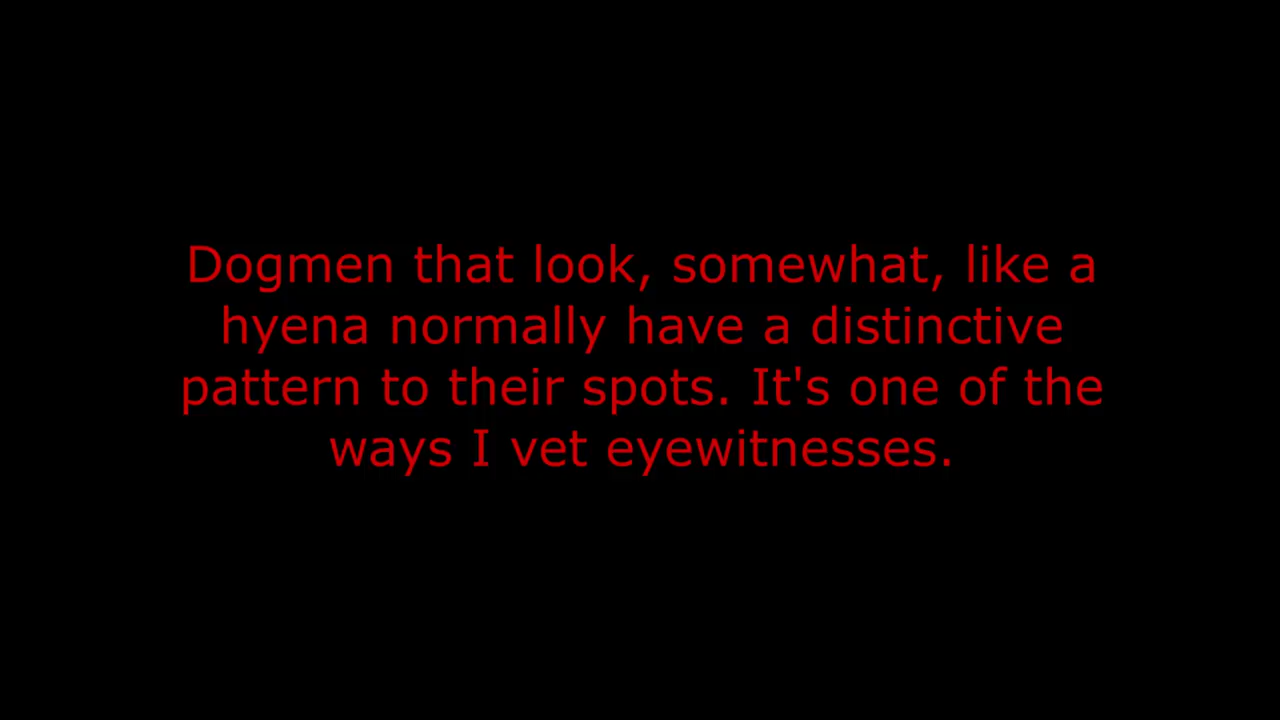 Dogmen that look, somewhat, like a
hyena normally have a distinctive
pattern to their spots. It's one of the
ways I vet eyewitnesses.